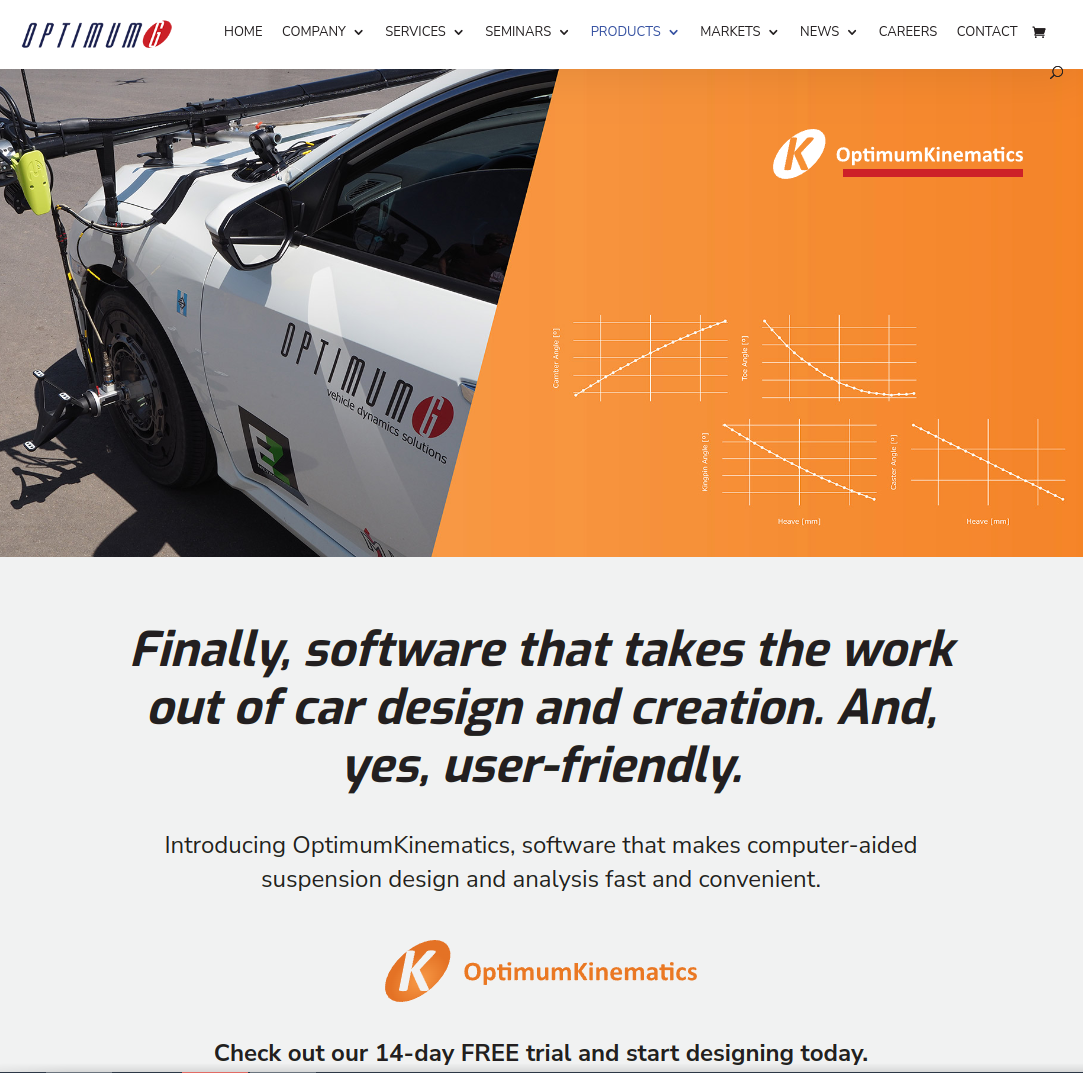 OPTIMUM G
HOME COMPANY SERVICES SEMINARS PRODUCTS MARKETS NEWS CAREERS CONTACT
OptimumKinematics
OPTIMUM G
vehicle dynamics solutions
Camber Angle [º]
Toe Angle [º]
Kingpin Angle [º]
Caster Angle [º]
Heave [mm]
Heave [mm]
Finally, software that takes the work
out of car design and creation. And,
yes, user-friendly.
Introducing OptimumKinematics, software that makes computer-aided
suspension design and analysis fast and convenient.
K OptimumKinematics
Check out our 14-day FREE trial and start designing today.